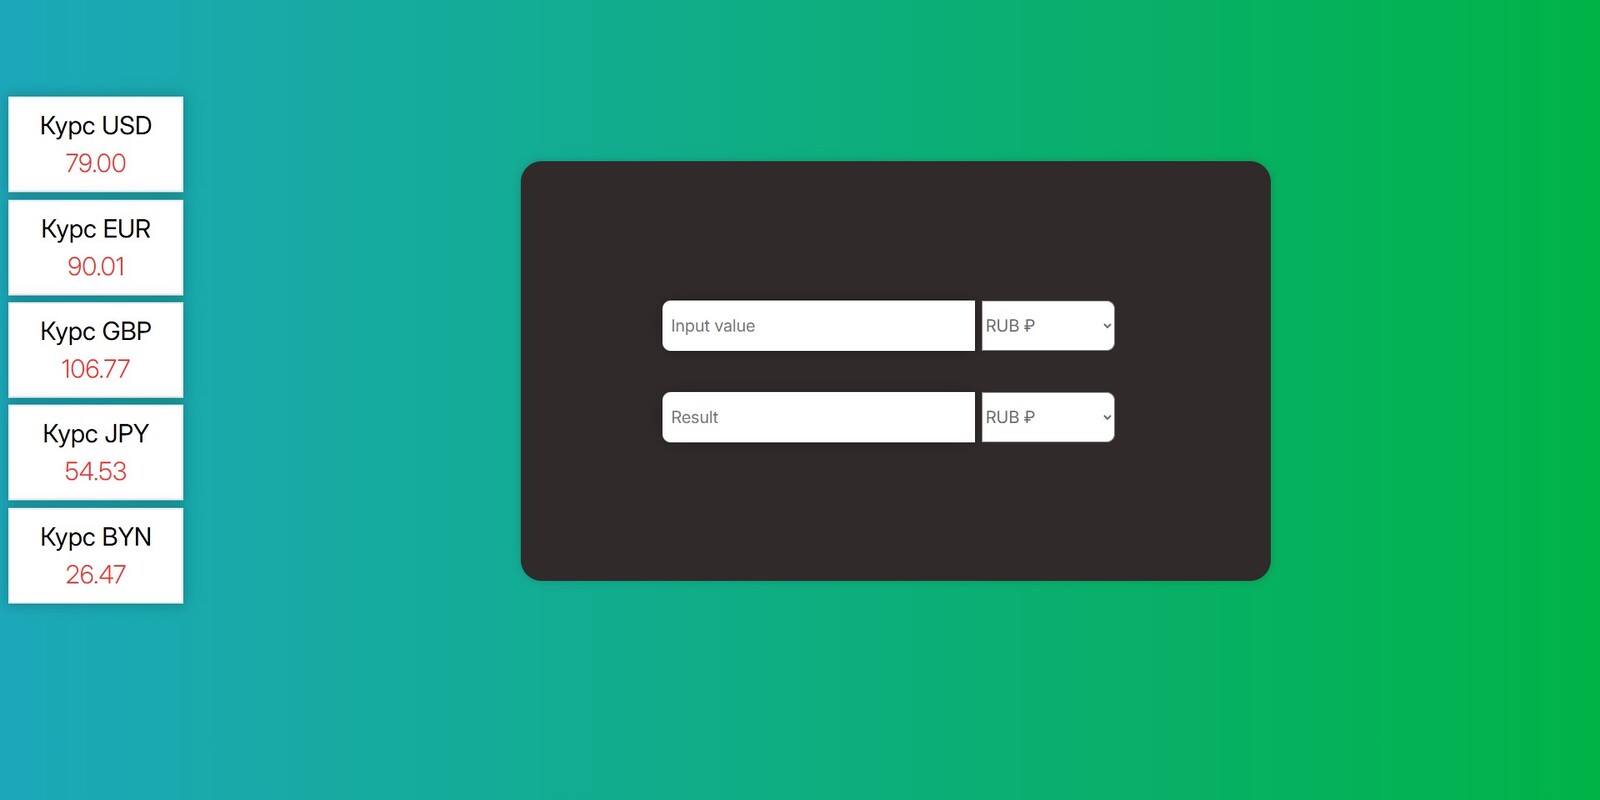 Курс USD
79.00
Курс EUR
90.01
Курс GBP
106.77
Курс JPY
54.53
Курс BYN
26.47
Input value
RUB ₽
Result
RUB ₽